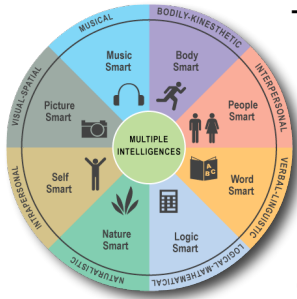 MUSICAL
BODILY-KINESTHETIC
INTERPERSONAL
VERBAL-LINGUISTIC
LOGICAL-MATHEMATICAL
NATURALISTIC
INTRAPERSONAL
VISUAL-SPATIAL
Music
Smart
Body
Smart
People
Smart
Word
Smart
A
B
C
Logic
Smart
Nature
Smart
Self
Smart
Picture
Smart
MULTIPLE
INTELLIGENCES